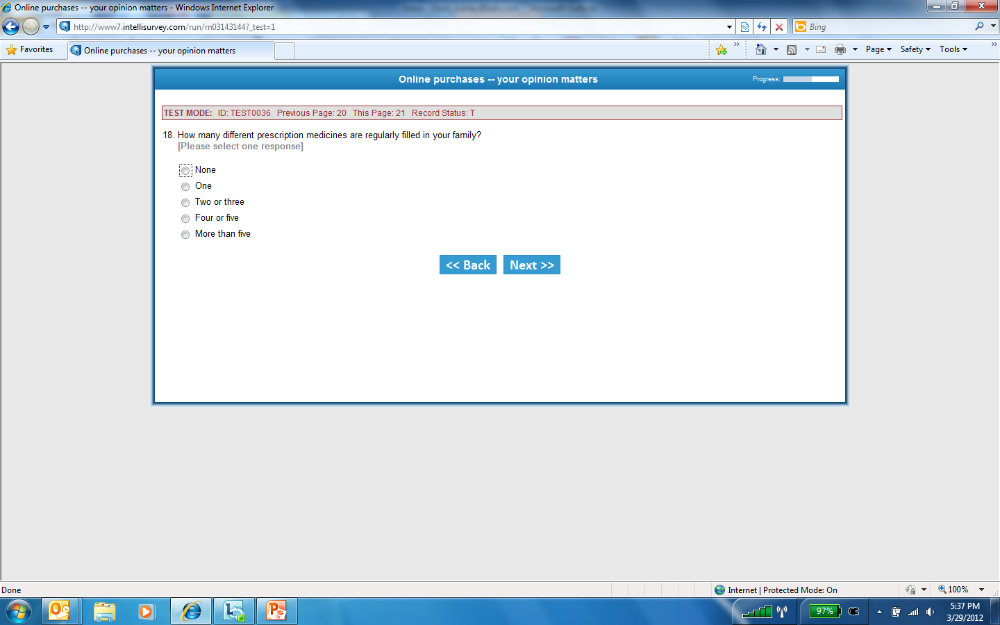 Online purchases -- your opinion matters - Windows Internet Explorer
http://www7.intellisurvey.com/run/rn03143144?_test=1
Bing
Favorites
Online purchases -- your opinion matters
Page
Safety
Tools
Online purchases -- your opinion matters
Progress:
TEST MODE: ID: TEST0036 Previous Page: 20 This Page: 21 Record Status: T
18. How many different prescription medicines are regularly filled in your family?
[Please select one response]
None
One
Two or three
Four or five
More than five
<< Back
Next >>
Done
Internet | Protected Mode: On
100%
97%
5:37 PM
3/29/2012